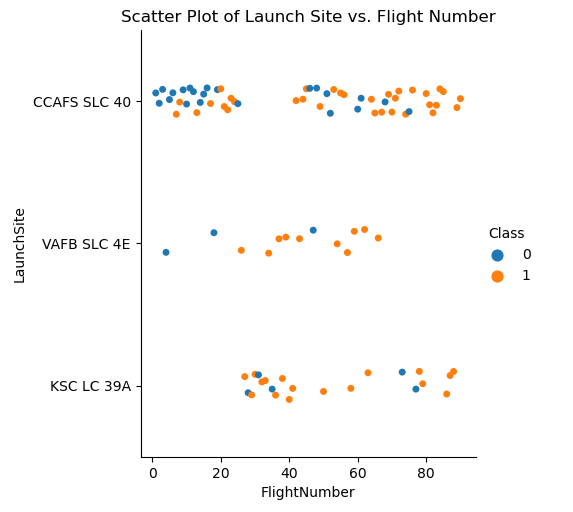 Scatter Plot of Launch Site vs. Flight Number
CCAFS SLC 40
VAFB SLC 4E
KSC LC 39A
LaunchSite
0 20 40 60 80
FlightNumber
Class
0
1